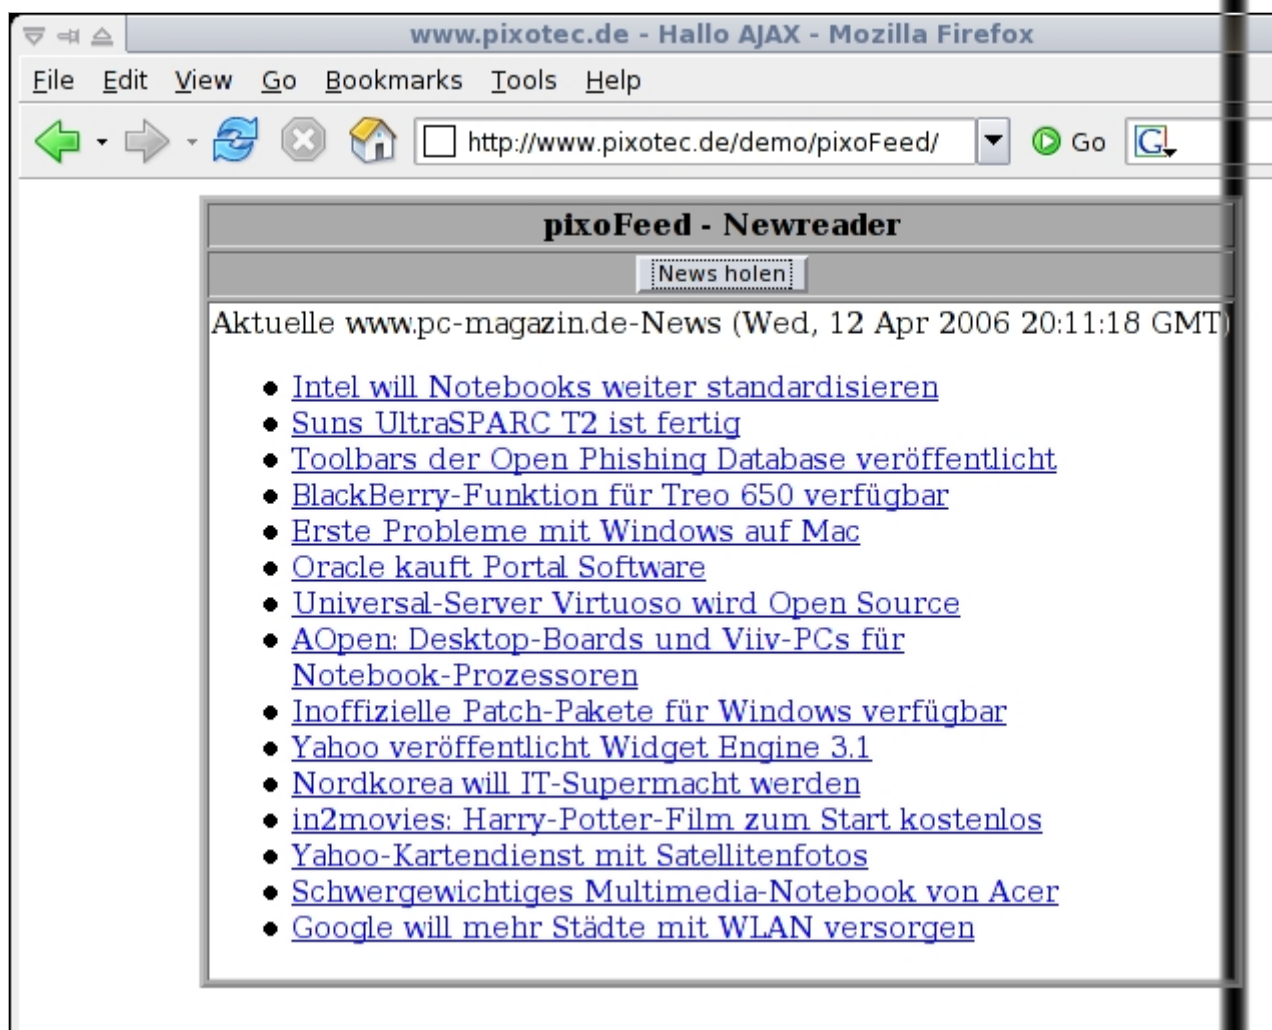 www.pixotec.de - Hallo AJAX - Mozilla Firefox
File Edit View Go Bookmarks Tools Help
http://www.pixotec.de/demo/pixoFeed/ Go G
pixoFeed - Newreader
News holen
Aktuelle www.pc-magazin.de-News (Wed, 12 Apr 2006 20:11:18 GMT)
Intel will Notebooks weiter standardisieren
Suns UltraSPARC T2 ist fertig
Toolbars der Open Phishing Database veröffentlicht
BlackBerry-Funktion für Treo 650 verfügbar
Erste Probleme mit Windows auf Mac
Oracle kauft Portal Software
Universal-Server Virtuoso wird Open Source
AOpen: Desktop-Boards und Viiv-PCs für
Notebook-Prozessoren
Inoffizielle Patch-Pakete für Windows verfügbar
Yahoo veröffentlicht Widget Engine 3.1
Nordkorea will IT-Supermacht werden
in2movies: Harry-Potter-Film zum Start kostenlos
Yahoo-Kartendienst mit Satellitenfotos
Schwergewichtiges Multimedia-Notebook von Acer
Google will mehr Städte mit WLAN versorgen